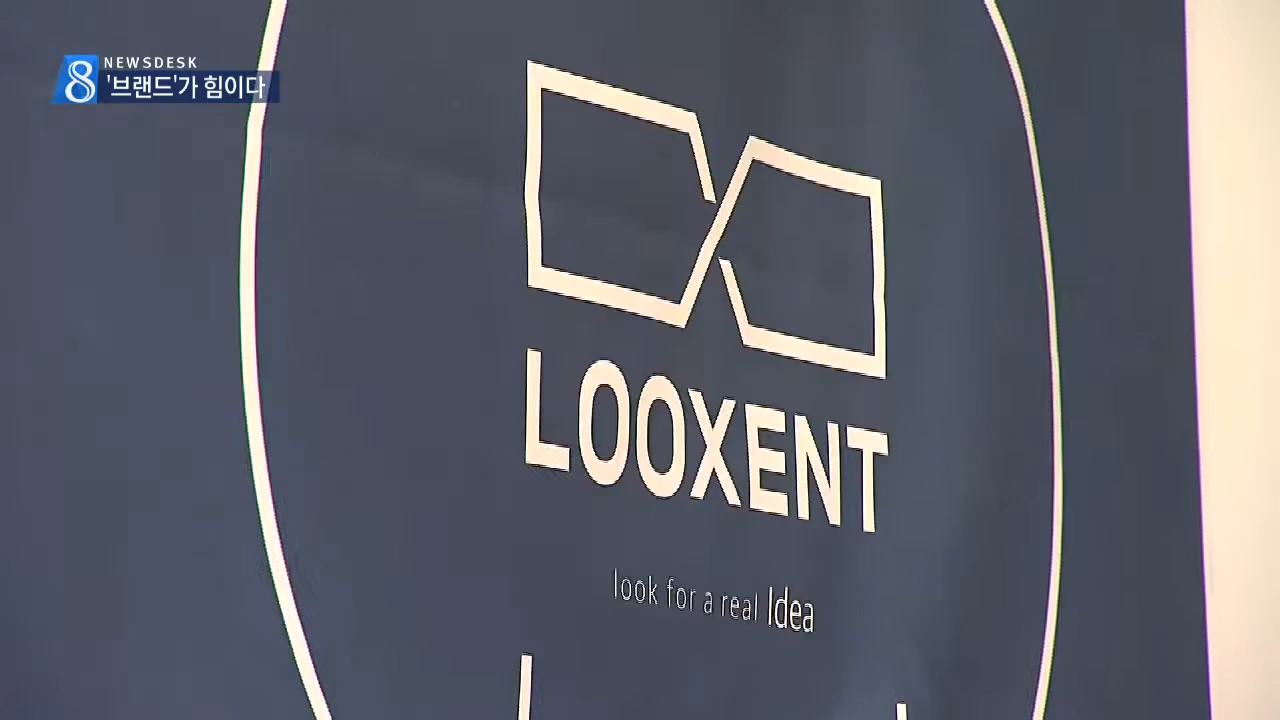 8 NEWSDESK
'브랜드'가 힘이다
LOOXENT
look for a real Idea